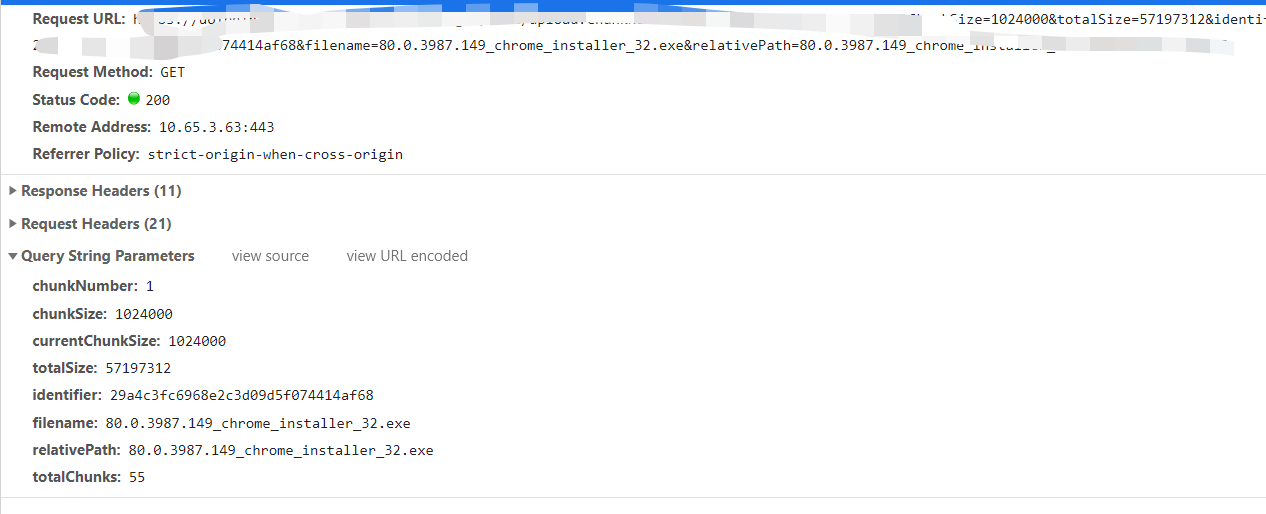 Request URL: Size=1024000&totalSize=57197312&identi
74414af68&filename=80.0.3987.149_chrome_installer_32.exe&relativePath=80.0.3987.149_chrome_installer_
Request Method: GET
Status Code: 200
Remote Address: 10.65.3.63:443
Referrer Policy: strict-origin-when-cross-origin
Response Headers (11)
Request Headers (21)
Query String Parameters view source view URL encoded
chunkNumber: 1
chunkSize: 1024000
currentChunkSize: 1024000
totalSize: 57197312
identifier: 29a4c3fc6968e2c3d09d5f074414af68
filename: 80.0.3987.149_chrome_installer_32.exe
relativePath: 80.0.3987.149_chrome_installer_32.exe
totalChunks: 55